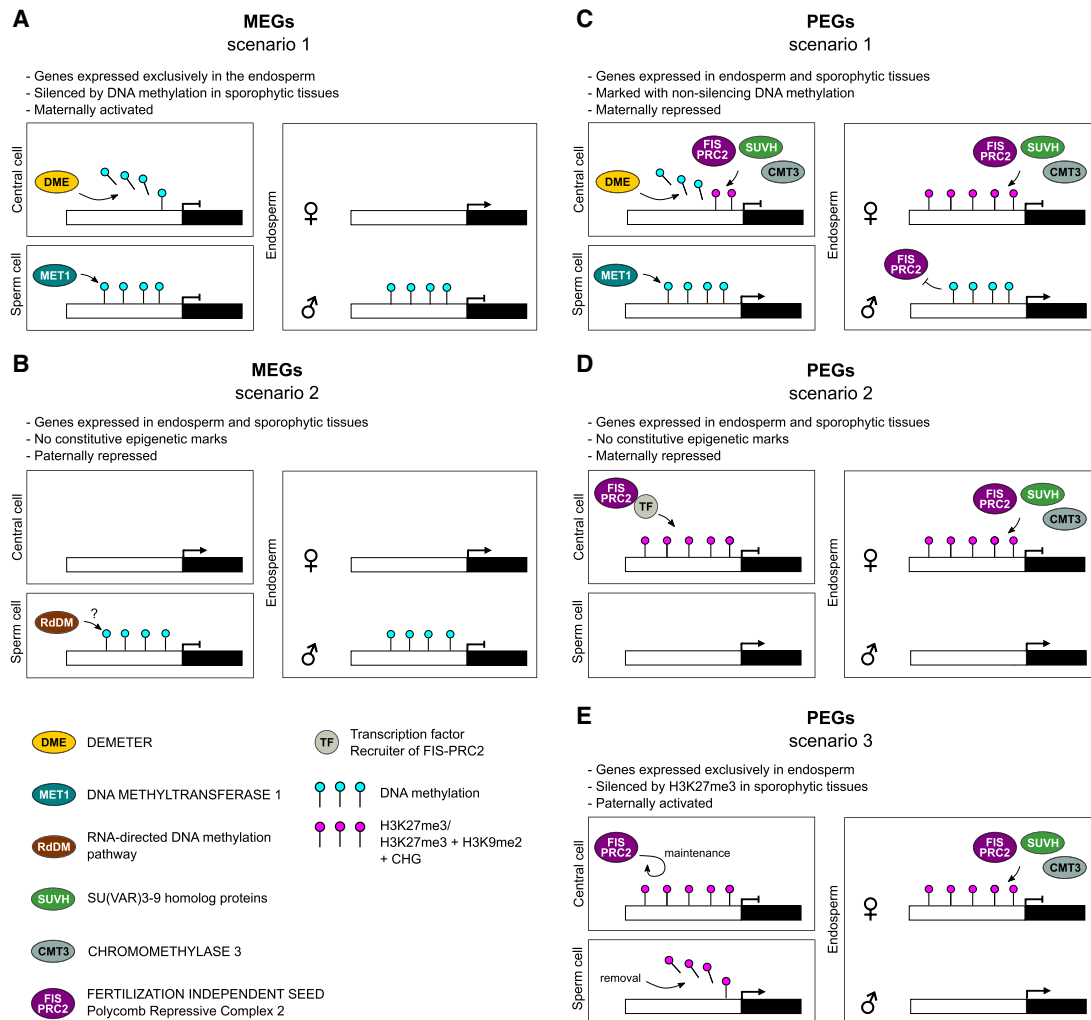 A
MEGs
scenario 1
- Genes expressed exclusively in the endosperm
- Silenced by DNA methylation in sporophytic tissues
- Maternally activated
Central cell
DME
Sperm cell
MET1
Endosperm
♀
♂
B
MEGs
scenario 2
- Genes expressed in endosperm and sporophytic tissues
- No constitutive epigenetic marks
- Paternally repressed
Central cell
Sperm cell
RdDM
?
Endosperm
♀
♂
DME
DEMETER
MET1
DNA METHYLTRANSFERASE 1
RdDM
RNA-directed DNA methylation
pathway
SUVH
SU(VAR)3-9 homolog proteins
CMT3
CHROMOMETHYLASE 3
FIS
PRC2
FERTILIZATION INDEPENDENT SEED
Polycomb Repressive Complex 2
TF
Transcription factor
Recruiter of FIS-PRC2
DNA methylation
H3K27me3/
H3K27me3 + H3K9me2
+ CHG
C
PEGs
scenario 1
- Genes expressed in endosperm and sporophytic tissues
- Marked with non-silencing DNA methylation
- Maternally repressed
Central cell
DME
FIS
PRC2
SUVH
CMT3
Sperm cell
MET1
Endosperm
♀
FIS
PRC2
SUVH
CMT3
♂
FIS
PRC2
D
PEGs
scenario 2
- Genes expressed in endosperm and sporophytic tissues
- No constitutive epigenetic marks
- Maternally repressed
Central cell
FIS
PRC2
TF
Sperm cell
Endosperm
♀
FIS
PRC2
SUVH
CMT3
♂
E
PEGs
scenario 3
- Genes expressed exclusively in endosperm
- Silenced by H3K27me3 in sporophytic tissues
- Paternally activated
Central cell
FIS
PRC2
maintenance
Sperm cell
removal
Endosperm
♀
FIS
PRC2
SUVH
CMT3
♂